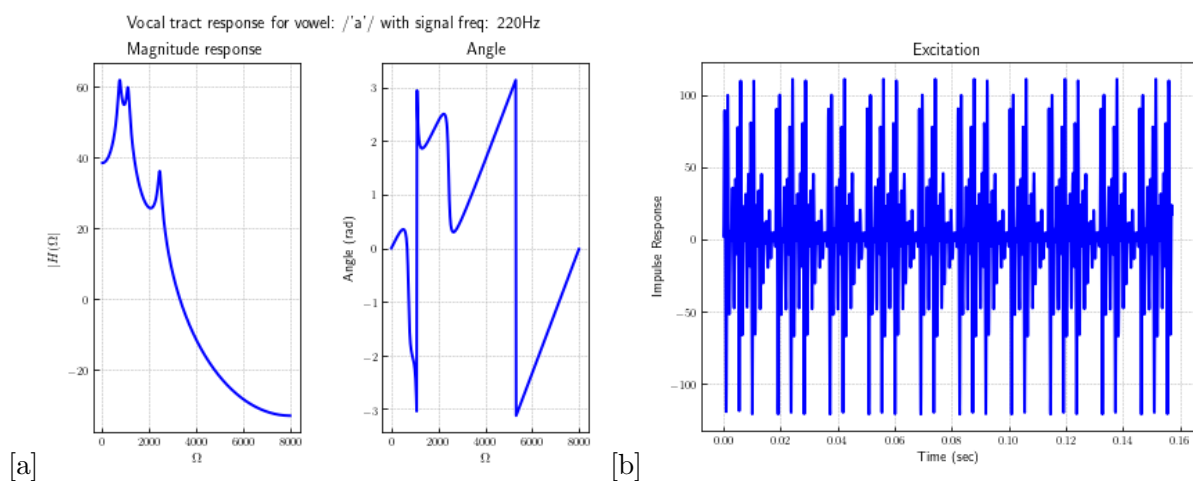 Vocal tract response for vowel: /'a'/ with signal freq: 220Hz
Magnitude response
60
40
20
0
−20
|H(Ω|
0 2000 4000 6000 8000
Ω
Angle
3
2
1
0
−1
−2
−3
Angle (rad)
0 2000 4000 6000 8000
Ω
[a]
Excitation
100
50
0
−50
−100
Impulse Response
0.00 0.02 0.04 0.06 0.08 0.10 0.12 0.14 0.16
Time (sec)
[b]